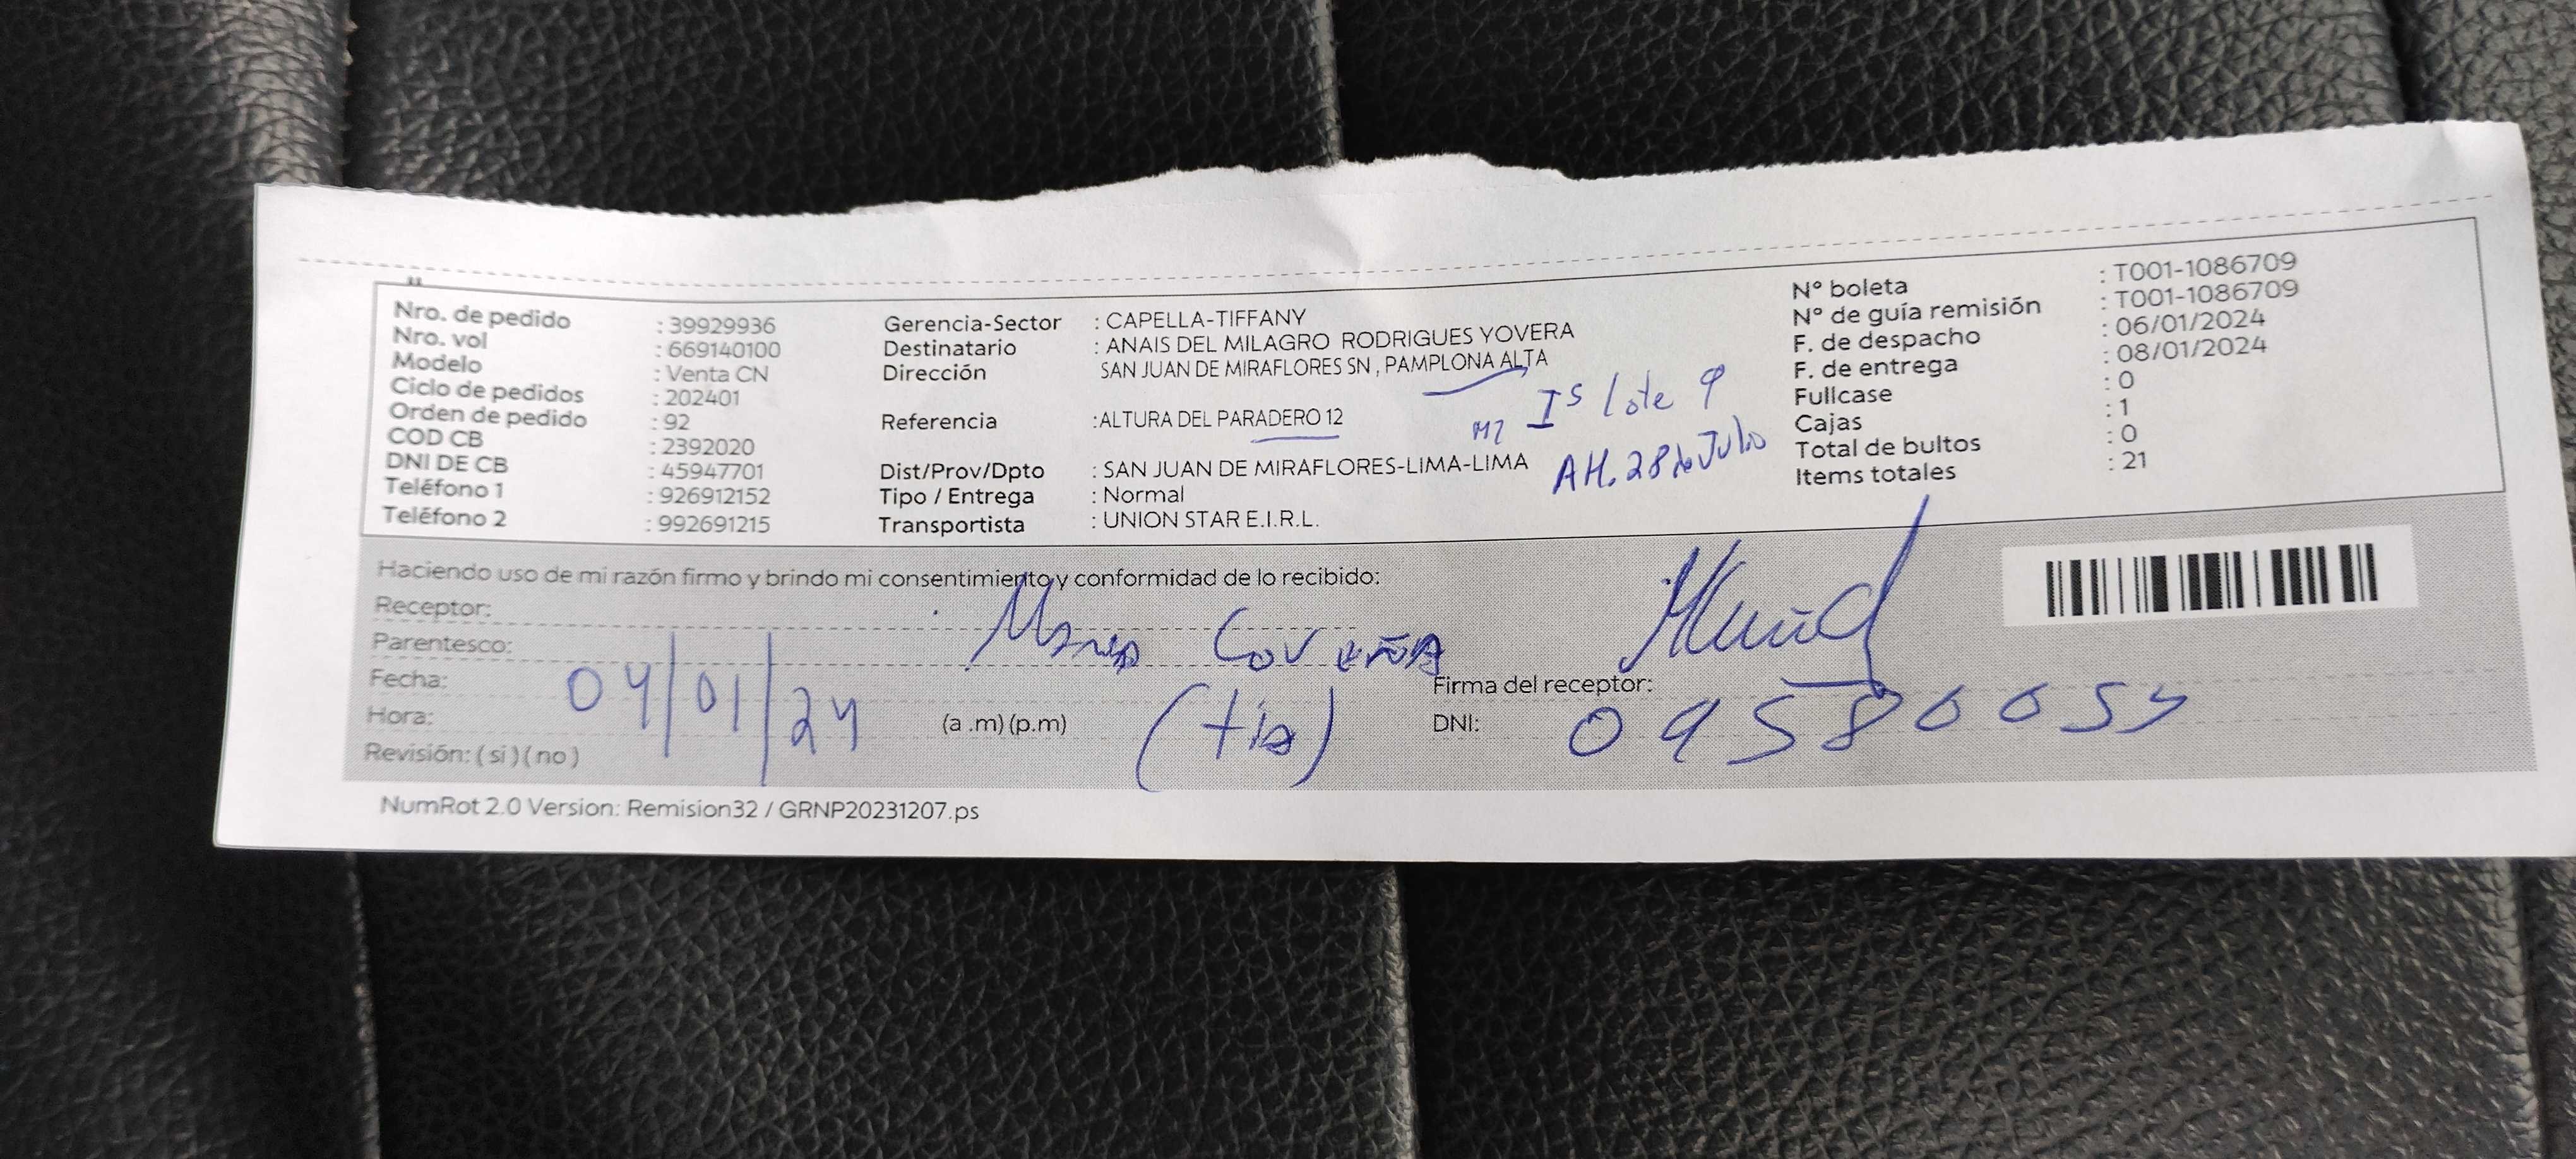 Nro. de pedido : 39929936
Nro. vol : 669140100
Modelo : Venta CN
Ciclo de pedidos : 202401
Orden de pedido : 92
COD CB : 2392020
DNI DE CB : 45947701
Teléfono 1 : 926912152
Teléfono 2 : 992691215
Gerencia-Sector : CAPELLA-TIFFANY
Destinatario : ANAIS DEL MILAGRO RODRIGUES YOVERA
Dirección SAN JUAN DE MIRAFLORES SN , PAMPLONA ALTA
Referencia :ALTURA DEL PARADERO 12
Dist/Prov/Dpto : SAN JUAN DE MIRAFLORES-LIMA-LIMA
Tipo / Entrega : Normal
Transportista : UNION STAR E.I.R.L.
MZ I5 lote 9
AH. 28 de Julio
N° boleta : T001-1086709
N° de guía remisión : T001-1086709
F. de despacho : 06/01/2024
F. de entrega : 08/01/2024
Fullcase : 0
Cajas : 1
Total de bultos : 0
Items totales : 21
Haciendo uso de mi razón firmo y brindo mi consentimiento y conformidad de lo recibido:
Receptor:
Parentesco:
Fecha: 04/01/24
Hora: (a .m) (p.m) (tia)
Revisión: ( si ) ( no )
Firma del receptor:
DNI:
NumRot 2.0 Version: Remision32 / GRNP20231207.ps